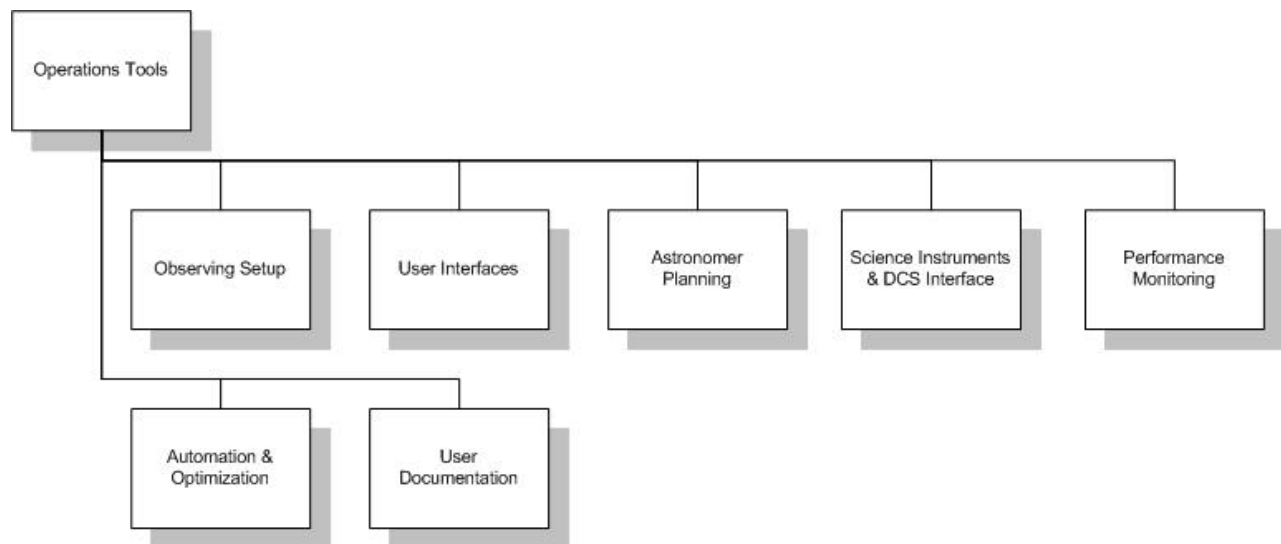 Operations Tools
Observing Setup
User Interfaces
Astronomer
Planning
Science Instruments
& DCS Interface
Performance
Monitoring
Automation &
Optimization
User
Documentation